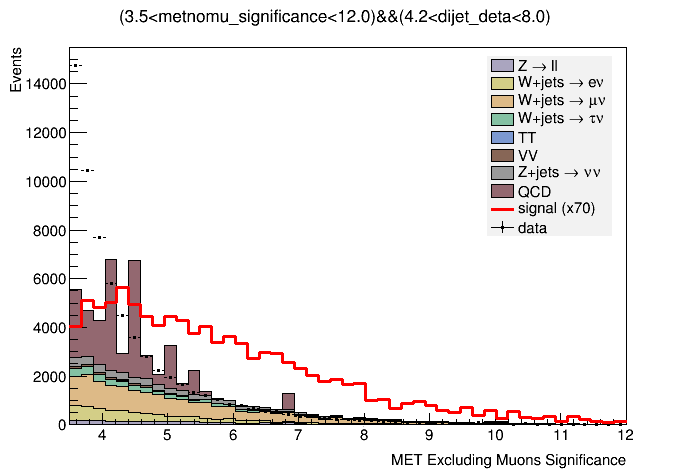 (3.5<metnomu_significance<12.0)&&(4.2<dijet_deta<8.0)
Events
14000
12000
10000
8000
6000
4000
2000
0
Z → ll
W+jets → eν
W+jets → μν
W+jets → τν
TT
VV
Z+jets → νν
QCD
signal (x70)
data
4 5 6 7 8 9 10 11 12
MET Excluding Muons Significance